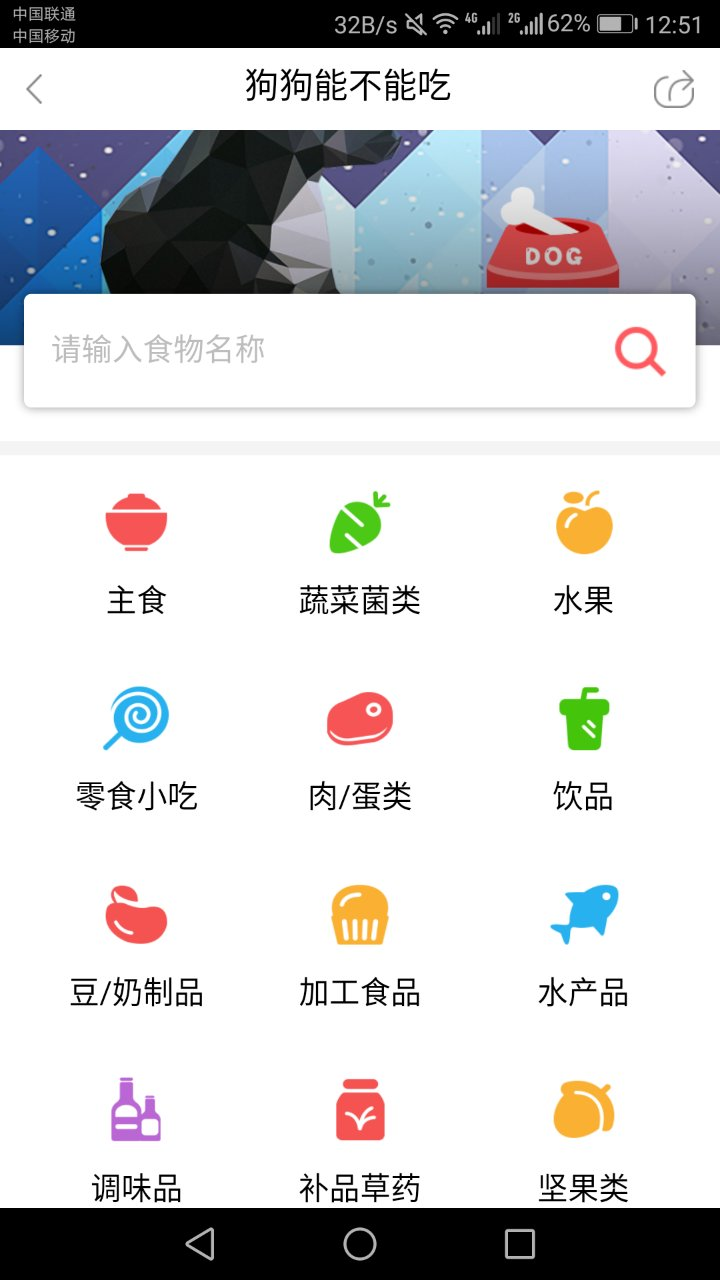 中国联通
中国移动
32B/s 4G 2G 62% 12:51
狗狗能不能吃
DOG
请输入食物名称
主食 蔬菜菌类 水果
零食小吃 肉/蛋类 饮品
豆/奶制品 加工食品 水产品
调味品 补品草药 坚果类